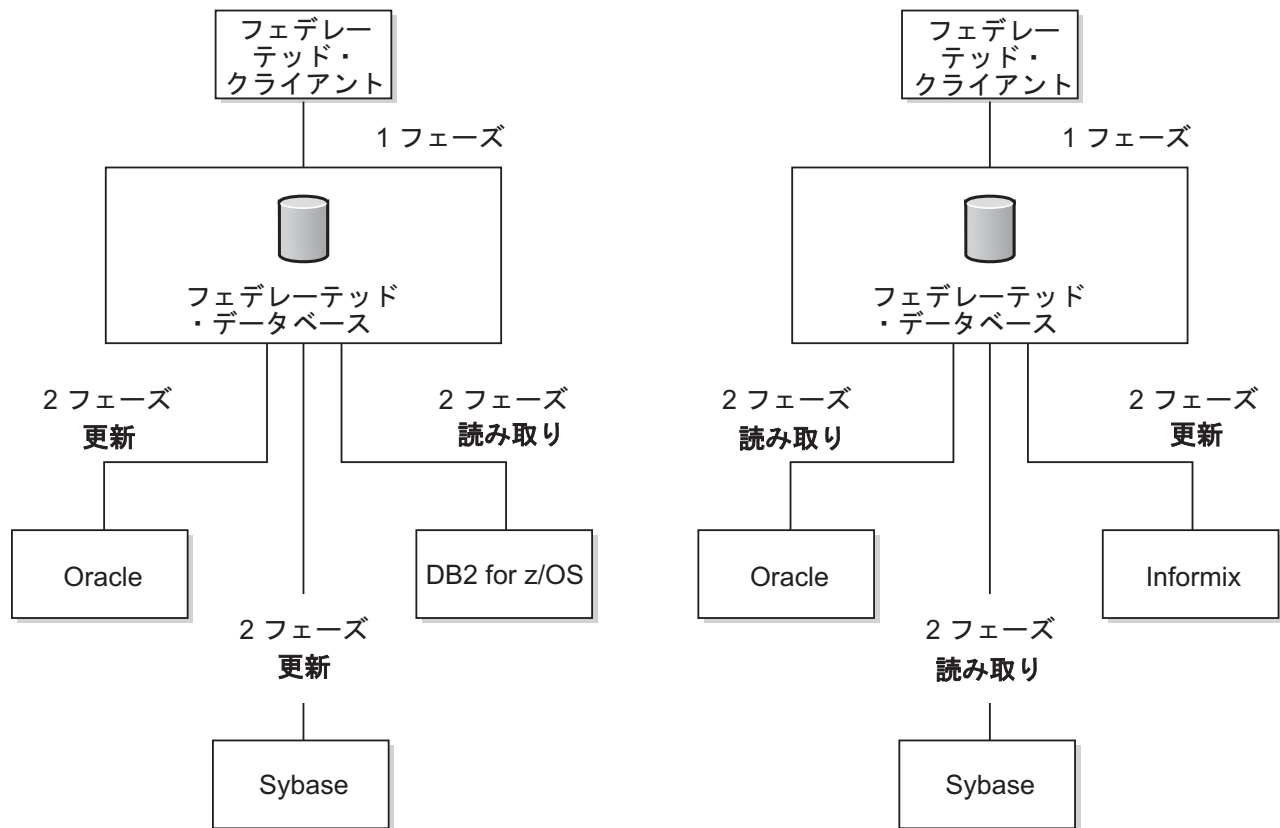 フェデレー
テッド・
クライアント
1 フェーズ
フェデレーテッド
・データベース
2 フェーズ
更新
2 フェーズ
読み取り
Oracle
DB2 for z/OS
2 フェーズ
更新
Sybase
フェデレー
テッド・
クライアント
1 フェーズ
フェデレーテッド
・データベース
2 フェーズ
読み取り
2 フェーズ
更新
Oracle
Informix
2 フェーズ
読み取り
Sybase